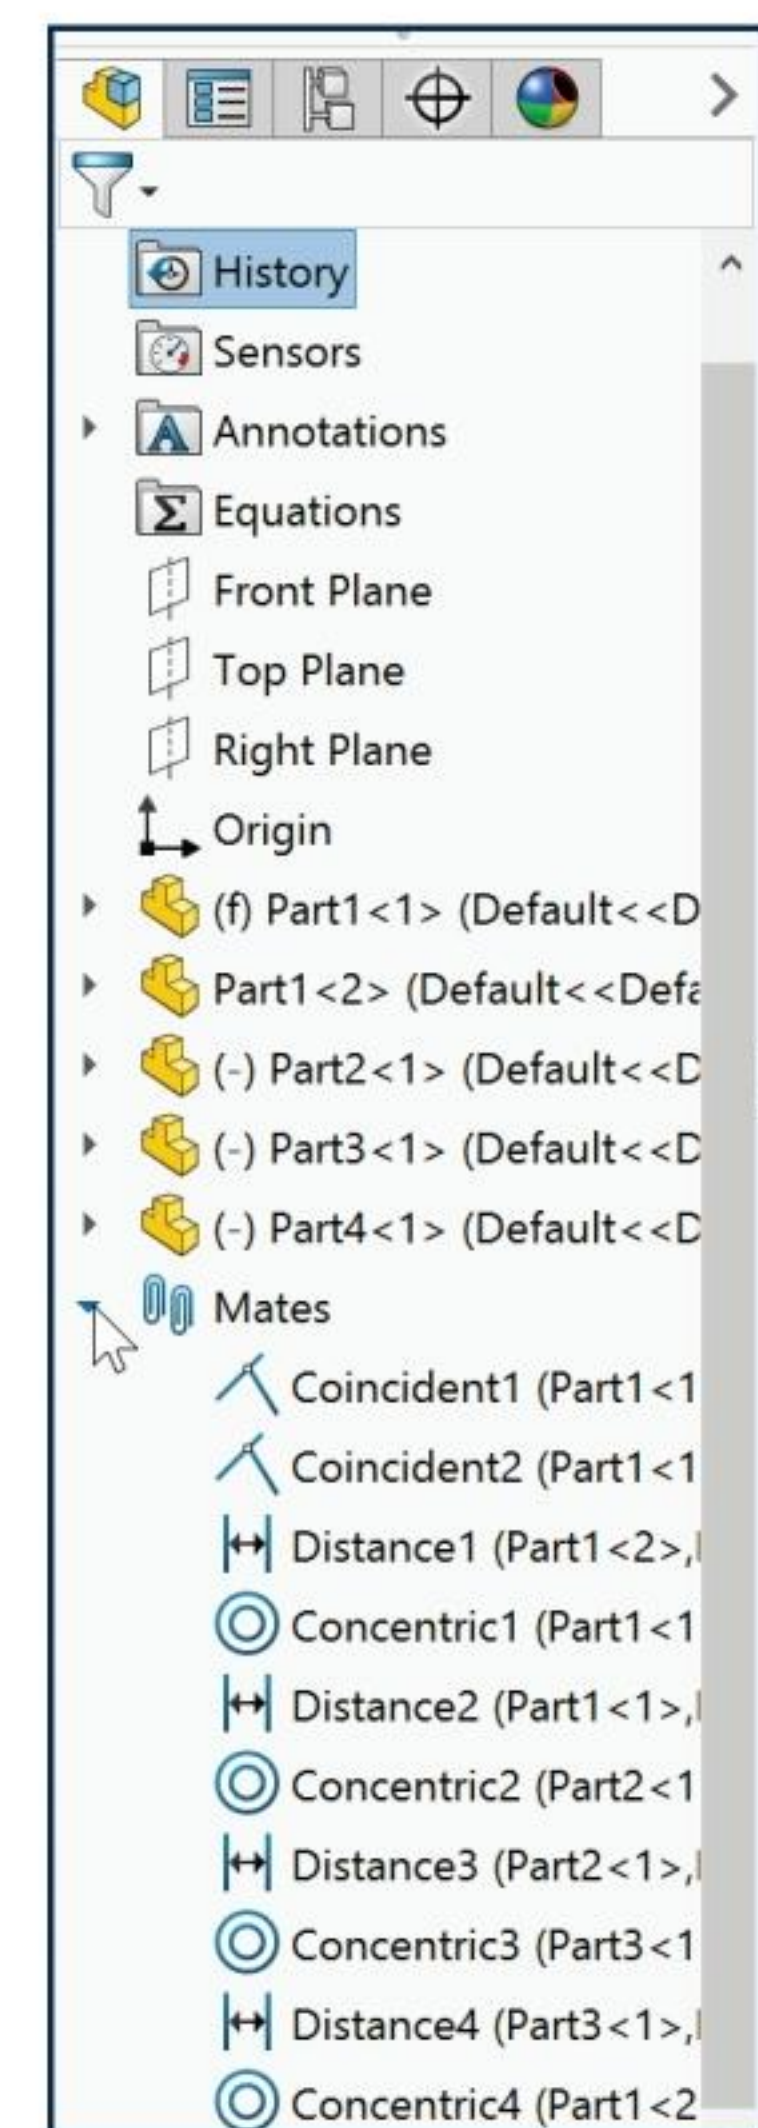 History
Sensors
Annotations
Equations
Front Plane
Top Plane
Right Plane
Origin
(f) Part1<1> (Default<<D
Part1<2> (Default<<Defa
(-) Part2<1> (Default<<D
(-) Part3<1> (Default<<D
(-) Part4<1> (Default<<D
Mates
Coincident1 (Part1<1
Coincident2 (Part1<1
Distance1 (Part1<2>,
Concentric1 (Part1<1
Distance2 (Part1<1>,
Concentric2 (Part2<1
Distance3 (Part2<1>,
Concentric3 (Part3<1
Distance4 (Part3<1>,
Concentric4 (Part1<2